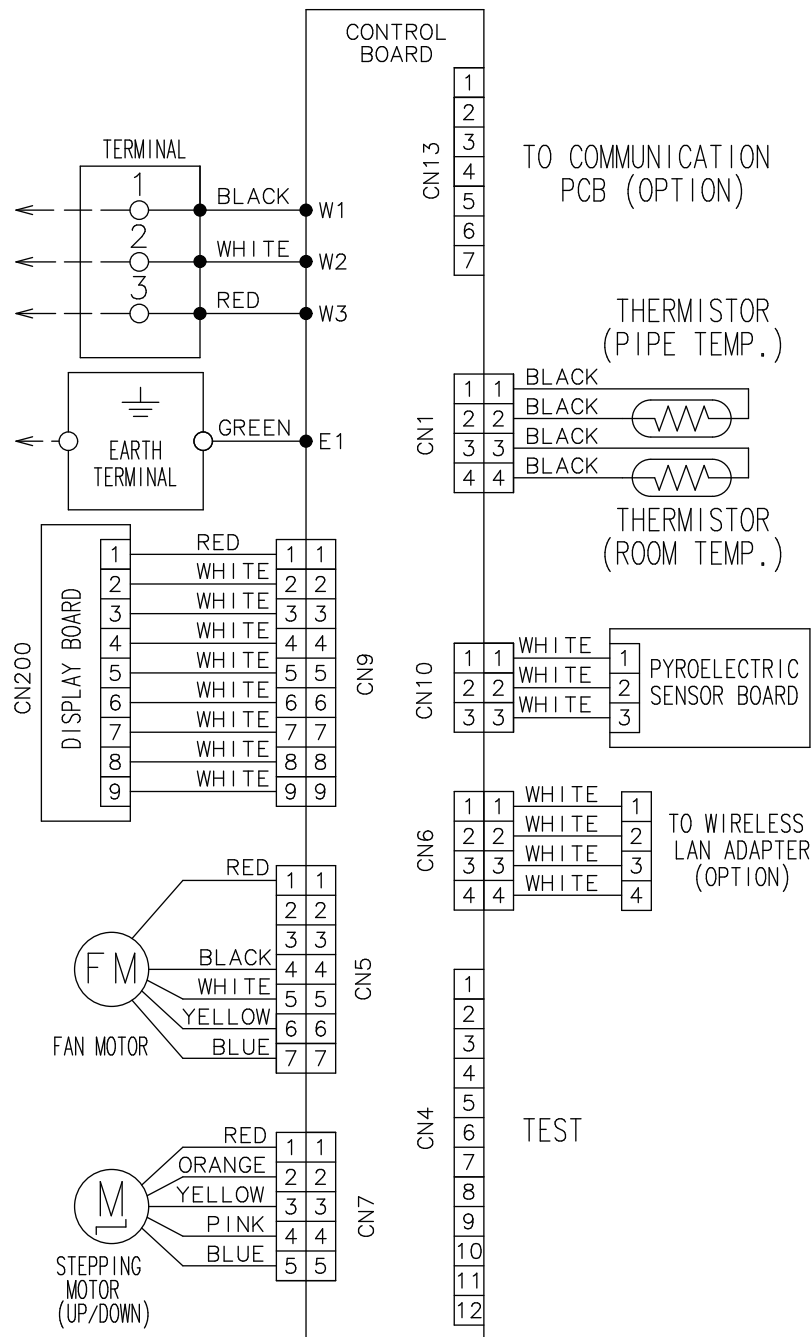 CONTROL
BOARD
TERMINAL
1
BLACK
W1
2
WHITE
W2
3
RED
W3
EARTH
TERMINAL
GREEN
E1
CN200
DISPLAY BOARD
1 RED 1 1
2 WHITE 2 2
3 WHITE 3 3
4 WHITE 4 4
5 WHITE 5 5
6 WHITE 6 6
7 WHITE 7 7
8 WHITE 8 8
9 WHITE 9 9
CN9
FM
FAN MOTOR
RED 1 1
2 2
3 3
BLACK 4 4
WHITE 5 5
YELLOW 6 6
BLUE 7 7
CN5
M
STEPPING
MOTOR
(UP/DOWN)
RED 1 1
ORANGE 2 2
YELLOW 3 3
PINK 4 4
BLUE 5 5
CN7
CN13
1
2
3
4
5
6
7
TO COMMUNICATION
PCB (OPTION)
THERMISTOR
(PIPE TEMP.)
CN1
1 1 BLACK
2 2 BLACK
3 3 BLACK
4 4 BLACK
THERMISTOR
(ROOM TEMP.)
CN10
1 1 WHITE 1
2 2 WHITE 2
3 3 WHITE 3
PYROELECTRIC
SENSOR BOARD
CN6
1 1 WHITE 1
2 2 WHITE 2
3 3 WHITE 3
4 4 WHITE 4
TO WIRELESS
LAN ADAPTER
(OPTION)
CN4
1
2
3
4
5
6
7
8
9
10
11
12
TEST